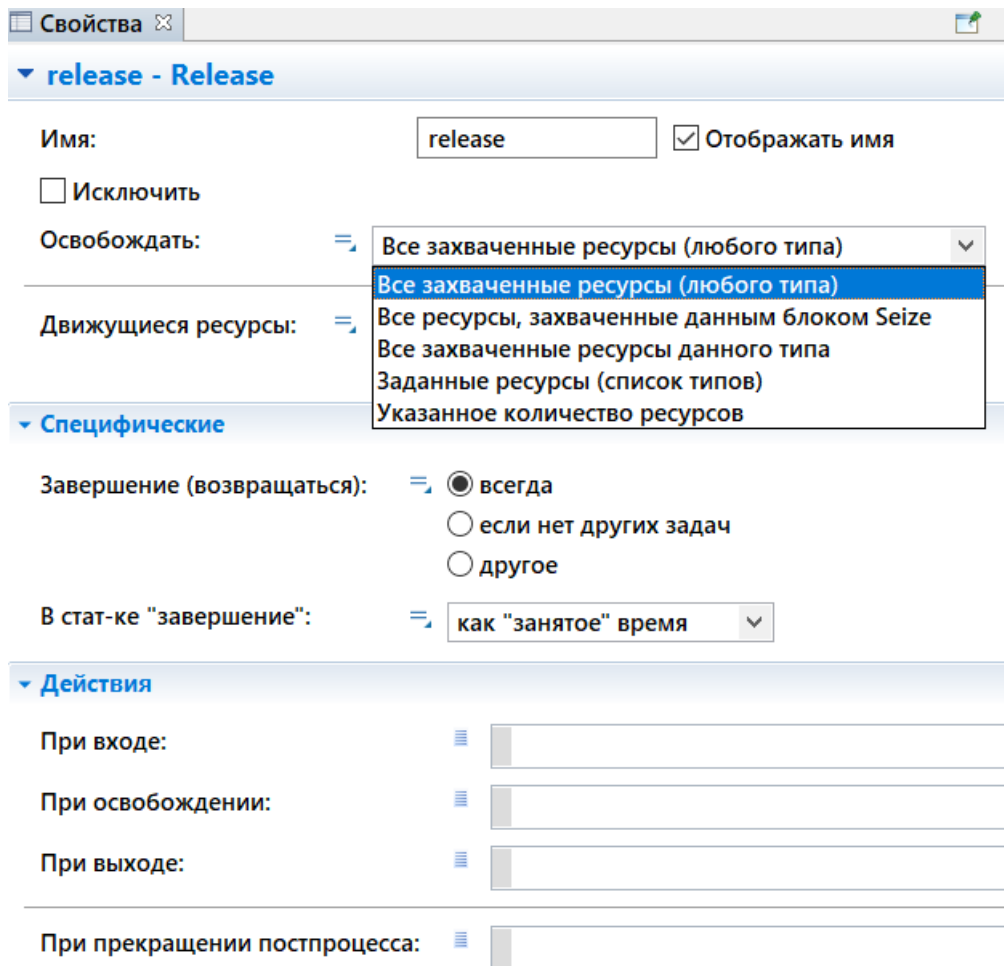 Свойства
release - Release
Имя: release Отображать имя
Исключить
Освобождать: Все захваченные ресурсы (любого типа)
Все захваченные ресурсы (любого типа)
Все ресурсы, захваченные данным блоком Seize
Движущиеся ресурсы:
Все захваченные ресурсы данного типа
Заданные ресурсы (список типов)
Указанное количество ресурсов
Специфические
Завершение (возвращаться): всегда
если нет других задач
другое
В стат-ке "завершение": как "занятое" время
Действия
При входе:
При освобождении:
При выходе:
При прекращении постпроцесса: